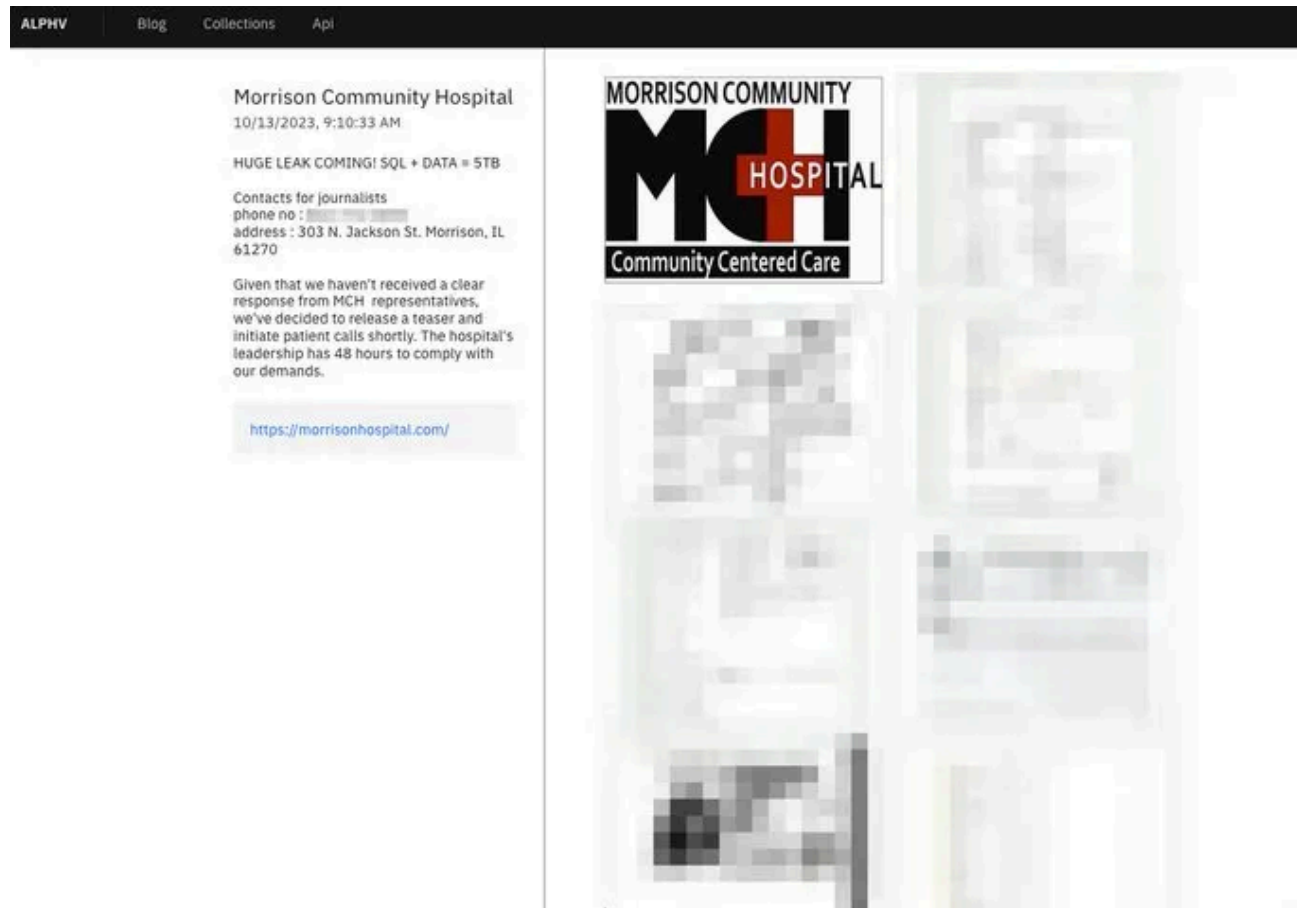 ALPHV Blog Collections Api
Morrison Community Hospital
10/13/2023, 9:10:33 AM
HUGE LEAK COMING! SQL + DATA = 5TB
Contacts for journalists
phone no :
address : 303 N. Jackson St. Morrison, IL
61270
Given that we haven't received a clear
response from MCH representatives,
we've decided to release a teaser and
initiate patient calls shortly. The hospital's
leadership has 48 hours to comply with
our demands.
https://morrisonhospital.com/
MORRISON COMMUNITY
MCH
HOSPITAL
Community Centered Care